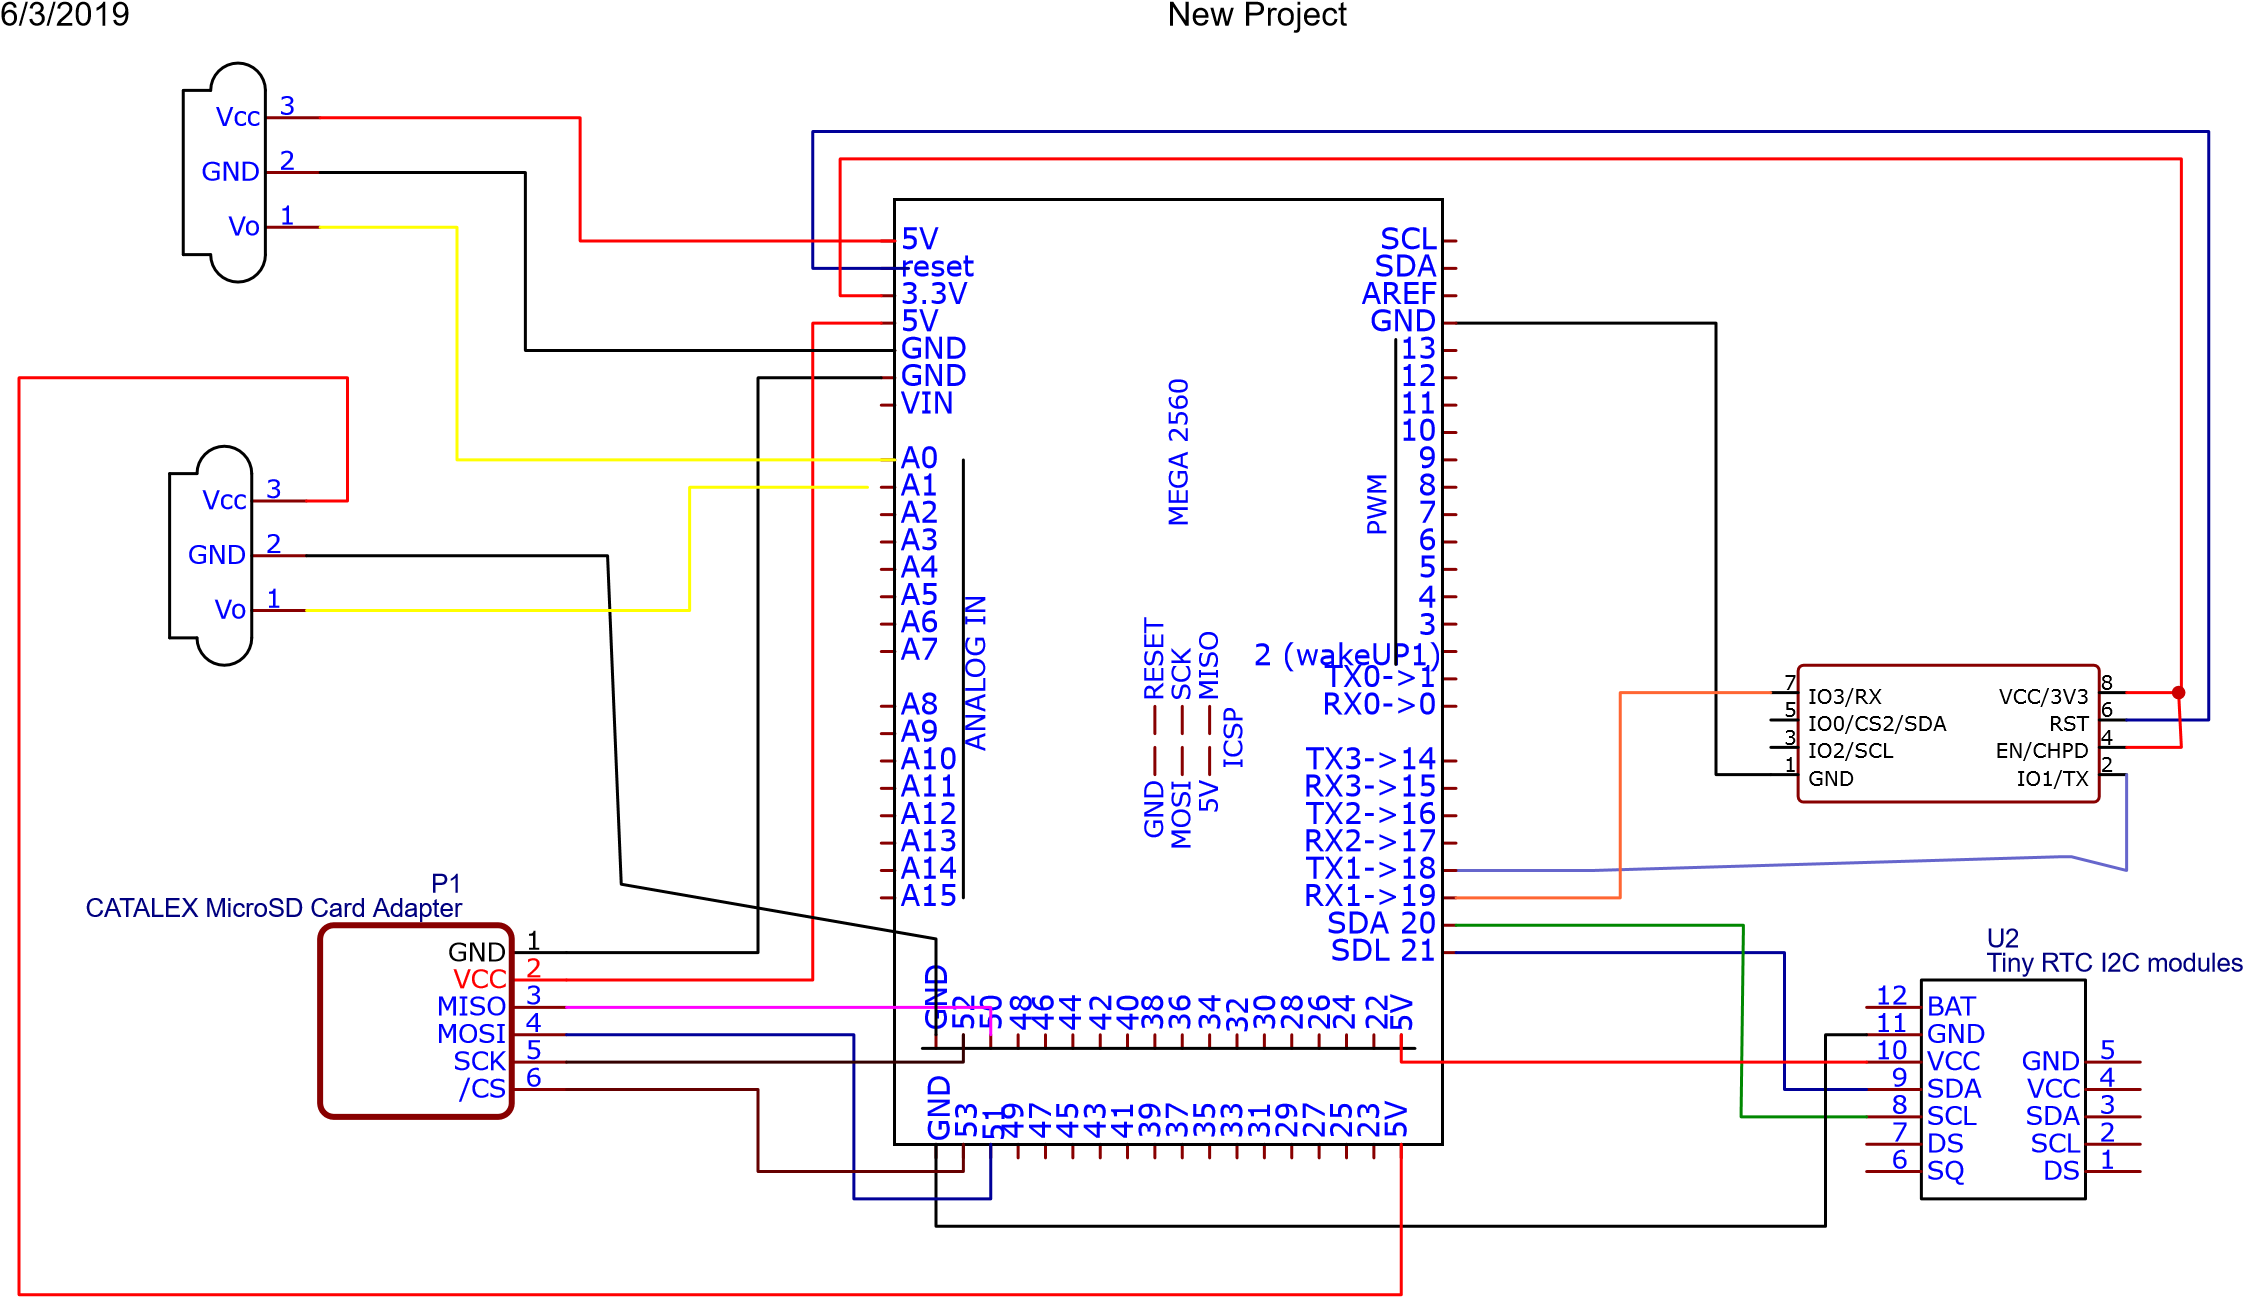 6/3/2019
New Project
Vcc 3
GND 2
Vo 1
Vcc 3
GND 2
Vo 1
P1
CATALEX MicroSD Card Adapter
GND 1
VCC 2
MISO 3
MOSI 4
SCK 5
/CS 6
5V
reset
3.3V
5V
GND
GND
VIN
A0
A1
A2
A3
A4
A5
A6
A7
A8
A9
A10
A11
A12
A13
A14
A15
ANALOG IN
MEGA 2560
PWM
RESET
SCK
MISO
ICSP
GND
MOSI
5V
SCL
SDA
AREF
GND
13
12
11
10
9
8
7
6
5
4
3
2 (wakeUP1)
TX0->1
RX0->0
TX3->14
RX3->15
TX2->16
RX2->17
TX1->18
RX1->19
SDA 20
SDL 21
GND 52 50 48 46 44 42 40 38 36 34 32 30 28 26 24 22 5V
GND 53 51 49 47 45 43 41 39 37 35 33 31 29 27 25 23 5V
7 IO3/RX
5 IO0/CS2/SDA
3 IO2/SCL
1 GND
VCC/3V3 8
RST 6
EN/CHPD 4
IO1/TX 2
U2
Tiny RTC I2C modules
12 BAT
11 GND
10 VCC
9 SDA
8 SCL
7 DS
6 SQ
GND 5
VCC 4
SDA 3
SCL 2
DS 1